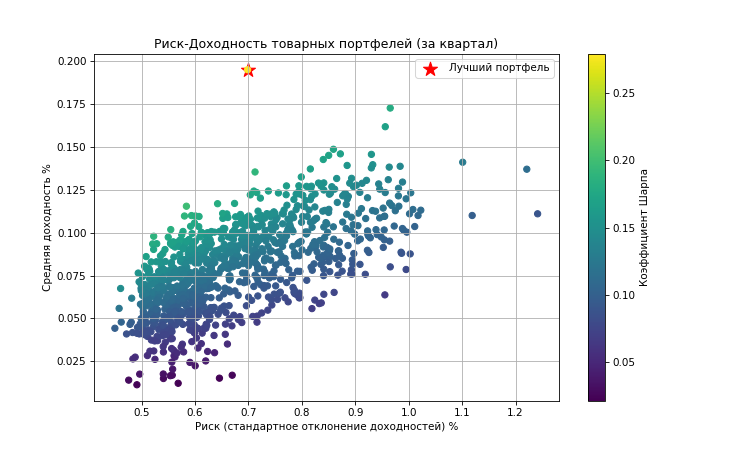 Риск-Доходность товарных портфелей (за квартал)
Лучший портфель
0.200
0.175
0.150
0.125
0.100
0.075
0.050
0.025
Средняя доходность %
0.5 0.6 0.7 0.8 0.9 1.0 1.1 1.2
Риск (стандартное отклонение доходностей) %
0.25
0.20
0.15
0.10
0.05
Коэффициент Шарпа